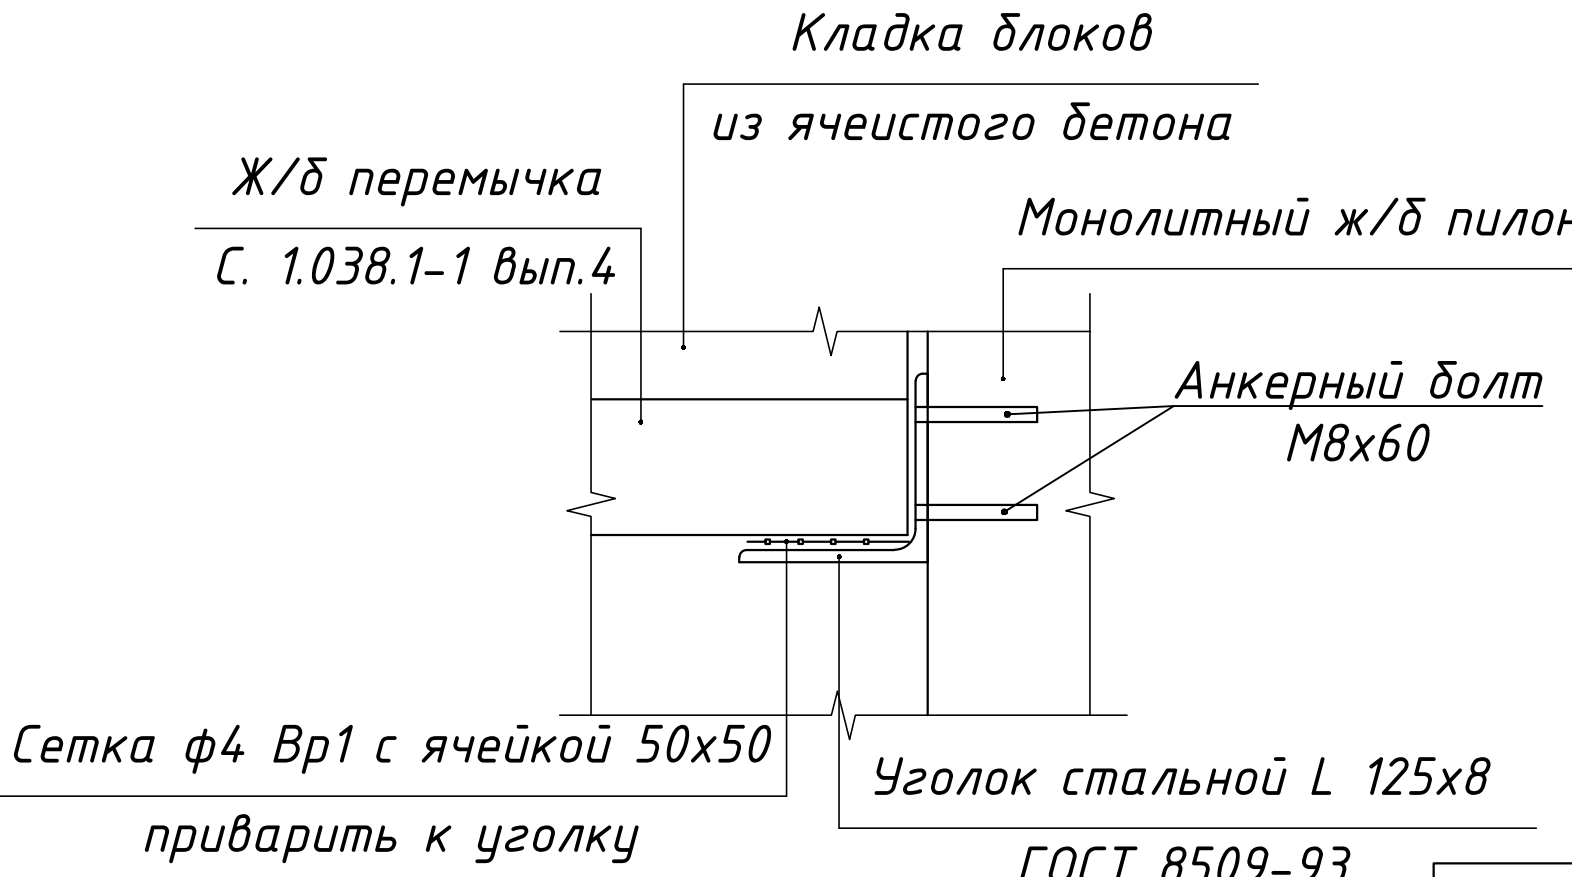 Кладка блоков
из ячеистого бетона
Ж/б перемычка
С. 1.038.1-1 вып.4
Монолитный ж/б пилон
Анкерный болт
М8х60
Сетка ф4 Вр1 с ячейкой 50х50
приварить к уголку
Уголок стальной L 125х8
ГОСТ 8509-93